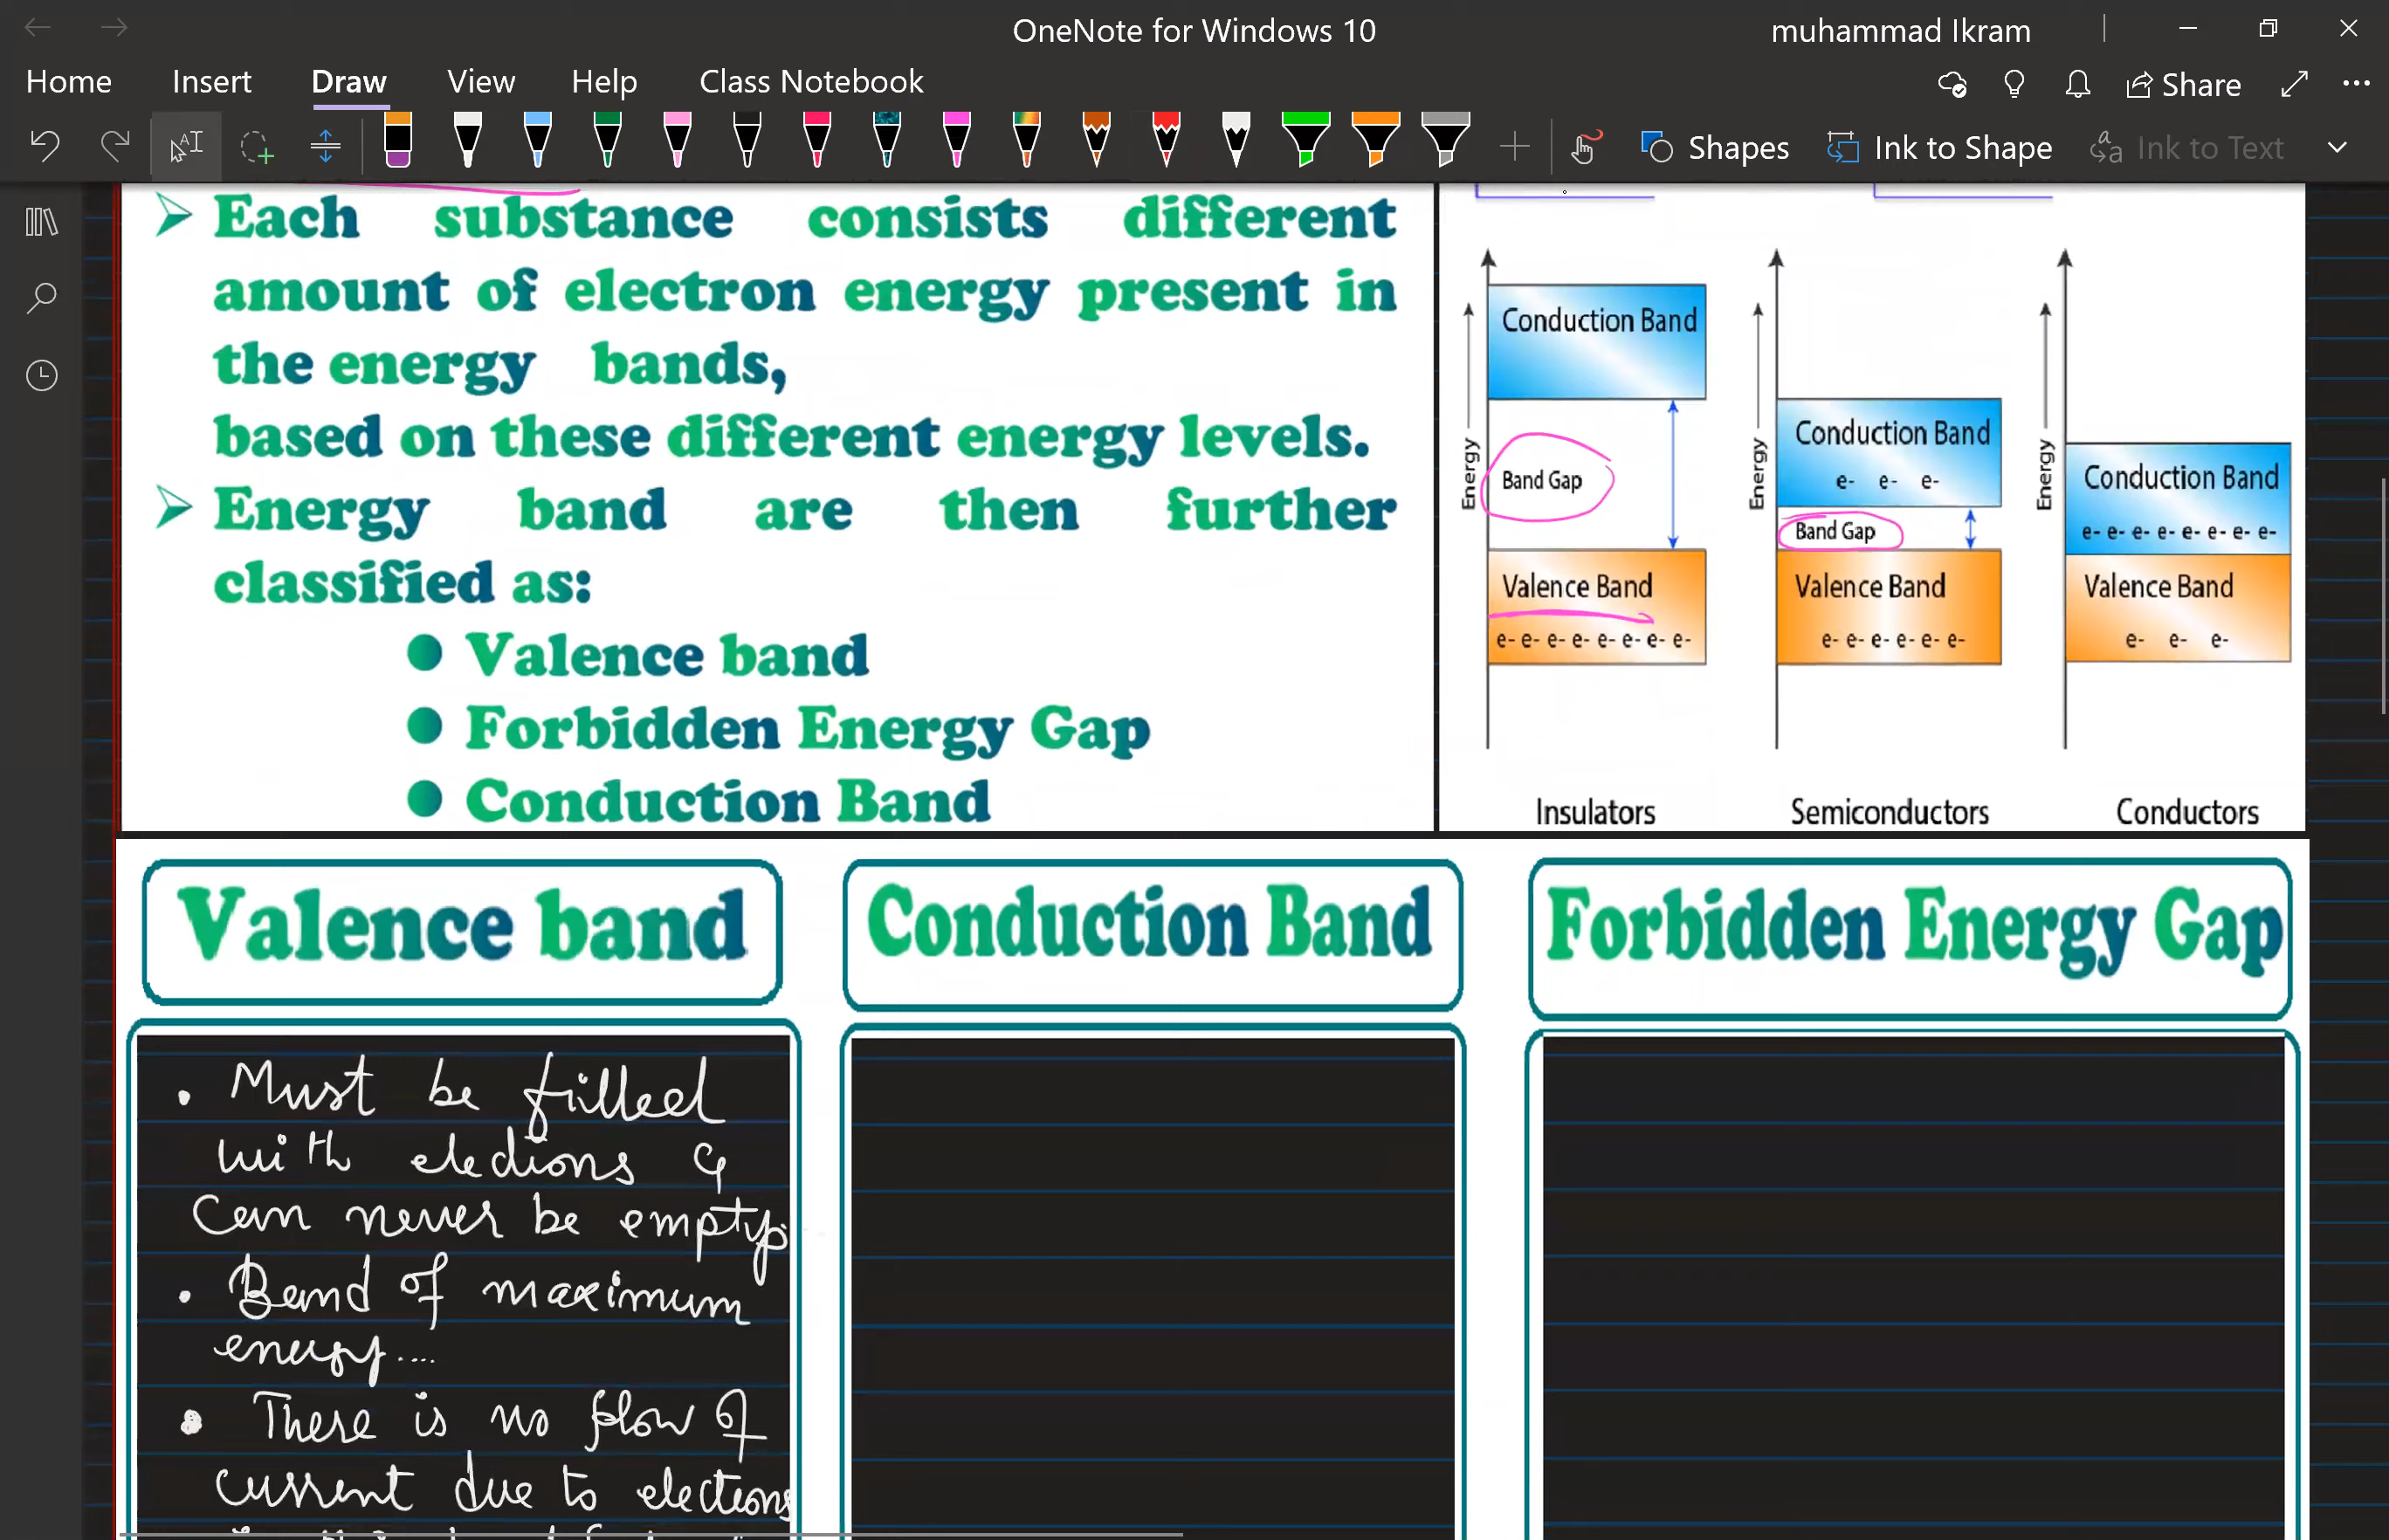 OneNote for Windows 10
muhammad Ikram
Home Insert Draw View Help Class Notebook
Share
Shapes Ink to Shape Ink to Text
Each substance consists different
amount of electron energy present in
the energy bands,
based on these different energy levels.
Energy band are then further
classified as:
Valence band
Forbidden Energy Gap
Conduction Band
Energy
Conduction Band
Band Gap
Valence Band
e- e- e- e- e- e- e- e-
Insulators
Energy
Conduction Band
e- e- e-
Band Gap
Valence Band
e- e- e- e- e- e-
Semiconductors
Energy
Conduction Band
e- e- e- e- e- e- e- e-
Valence Band
e- e- e-
Conductors
Valence band
Conduction Band
Forbidden Energy Gap
• Must be filled
with electrons &
Can never be empty.
• Band of maximum
energy....
• There is no flow of
current due to electrons